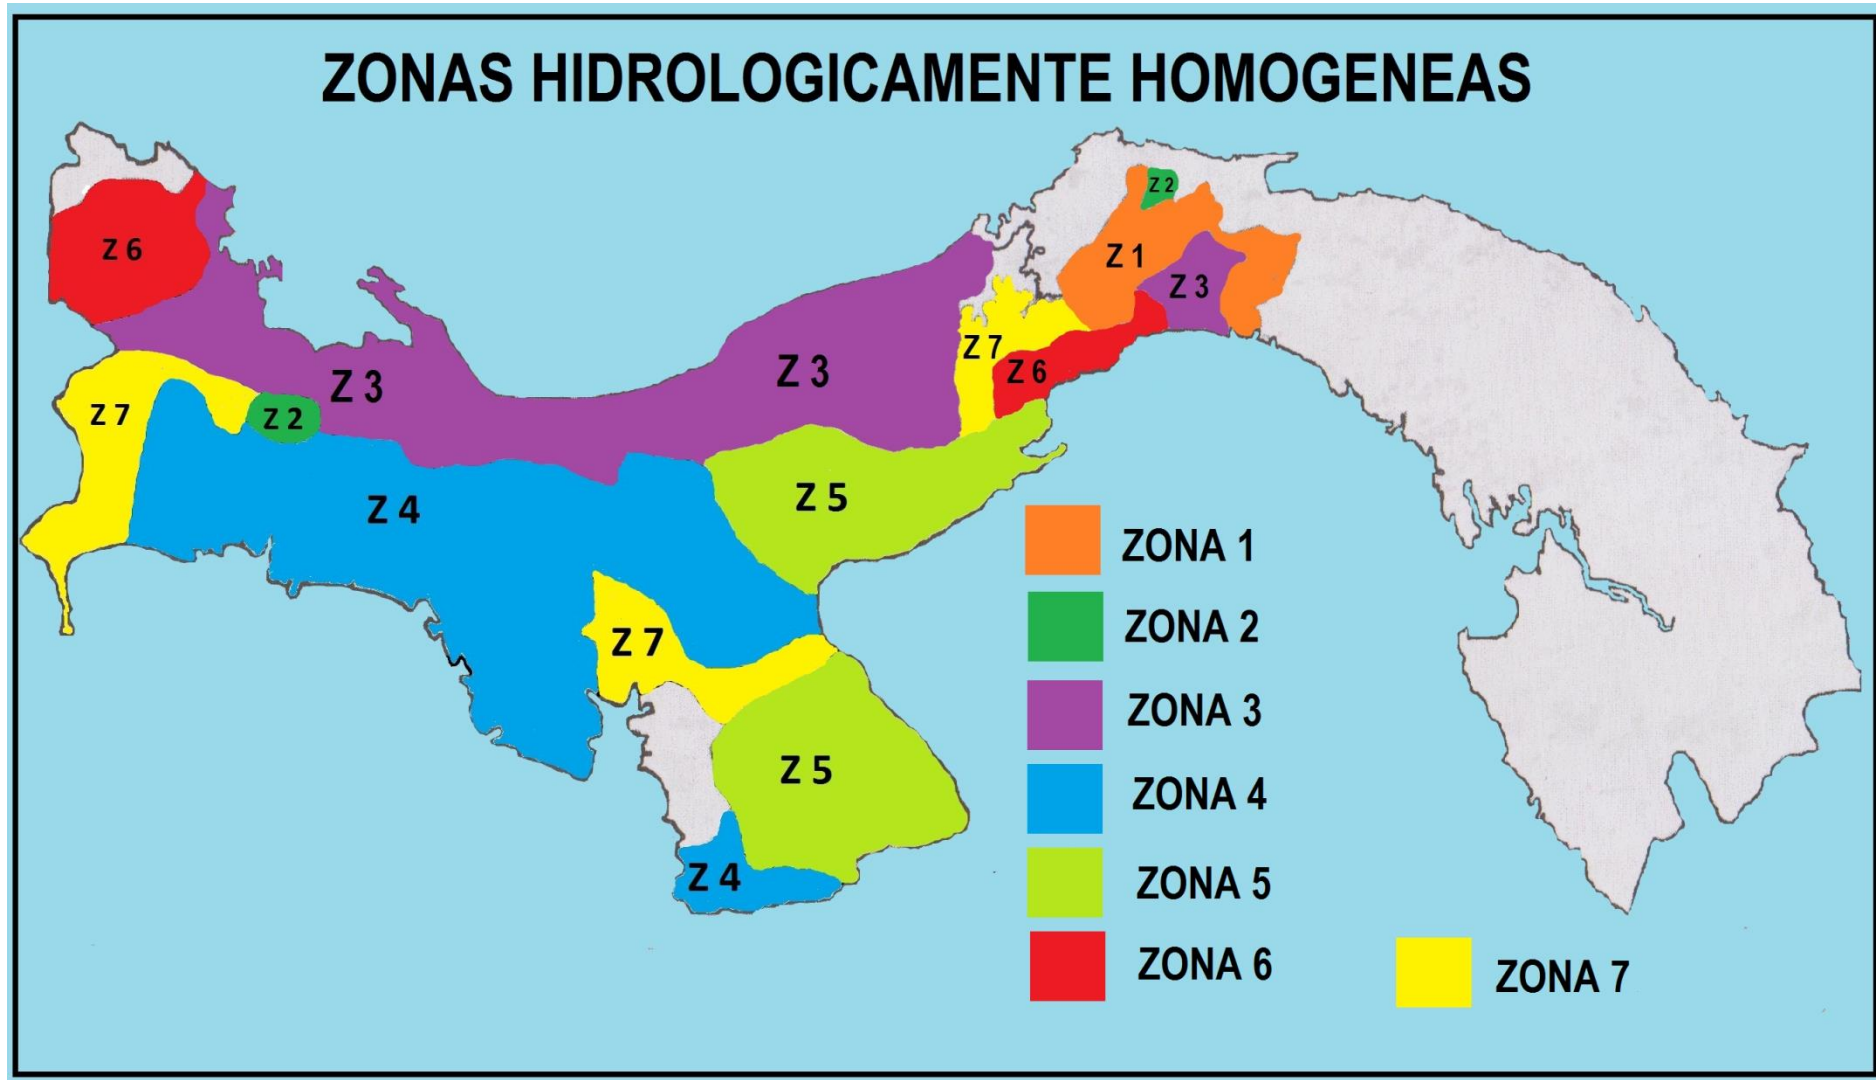 ZONAS HIDROLOGICAMENTE HOMOGENEAS
Z 2
Z 6
Z 1
Z 3
Z 7
Z 3
Z 3
Z 6
Z 7
Z 2
Z 4
Z 5
Z 7
Z 5
Z 4
ZONA 1
ZONA 2
ZONA 3
ZONA 4
ZONA 5
ZONA 6
ZONA 7